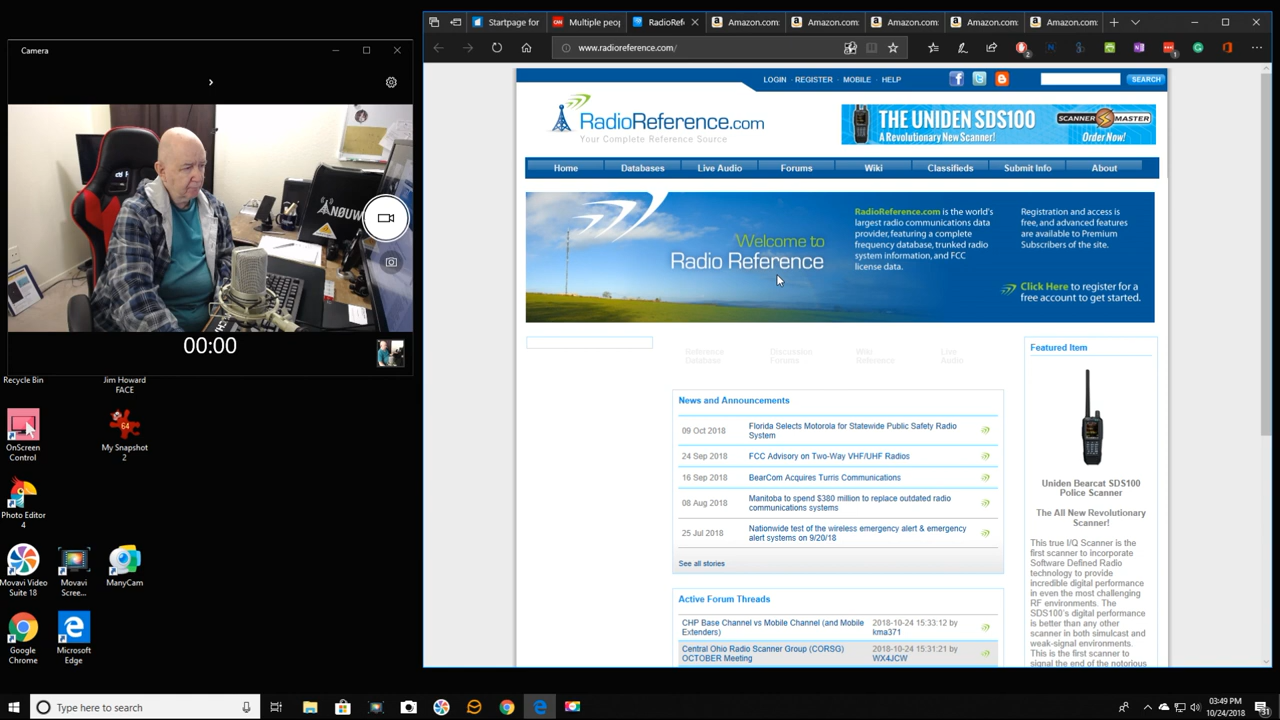 Camera
00:00
Recycle Bin
Jim Howard
FACE
OnScreen
Control
64
My Snapshot
2
Photo Editor
4
Movavi Video
Suite 18
Movavi
Scree...
ManyCam
Google
Chrome
Microsoft
Edge
Startpage for
CNN
Multiple peop
RadioRef
Amazon.com:
Amazon.com:
Amazon.com:
Amazon.com:
Amazon.com:
www.radioreference.com/
LOGIN · REGISTER · MOBILE · HELP
SEARCH
RadioReference.com
Your Complete Reference Source
THE UNIDEN SDS100
A Revolutionary New Scanner!
SCANNER MASTER
Order Now!
Home
Databases
Live Audio
Forums
Wiki
Classifieds
Submit Info
About
Welcome to
Radio Reference
RadioReference.com is the world's
largest radio communications data
provider, featuring a complete
frequency database, trunked radio
system information, and FCC
license data.
Registration and access is
free, and advanced features
are available to Premium
Subscribers of the site.
Click Here to register for a
free account to get started.
Reference
Database
Discussion
Forums
Wiki
Reference
Live
Audio
News and Announcements
09 Oct 2018 Florida Selects Motorola for Statewide Public Safety Radio
System
24 Sep 2018 FCC Advisory on Two-Way VHF/UHF Radios
16 Sep 2018 BearCom Acquires Turris Communications
08 Aug 2018 Manitoba to spend $380 million to replace outdated radio
communications systems
25 Jul 2018 Nationwide test of the wireless emergency alert & emergency
alert systems on 9/20/18
See all stories
Active Forum Threads
CHP Base Channel vs Mobile Channel (and Mobile
Extenders)
2018-10-24 15:33:12 by
kma371
Central Ohio Radio Scanner Group (CORSG)
OCTOBER Meeting
2018-10-24 15:31:21 by
WX4JCW
Featured Item
Uniden Bearcat SDS100
Police Scanner
The All New Revolutionary
Scanner!
This true I/Q Scanner is the
first scanner to incorporate
Software Defined Radio
technology to provide
incredible digital performance
in even the most challenging
RF environments. The
SDS100's digital performance
is better than any other
scanner in both simulcast and
weak-signal environments.
This is the first scanner to
signal the end of the notorious
Type here to search
03:49 PM
10/24/2018